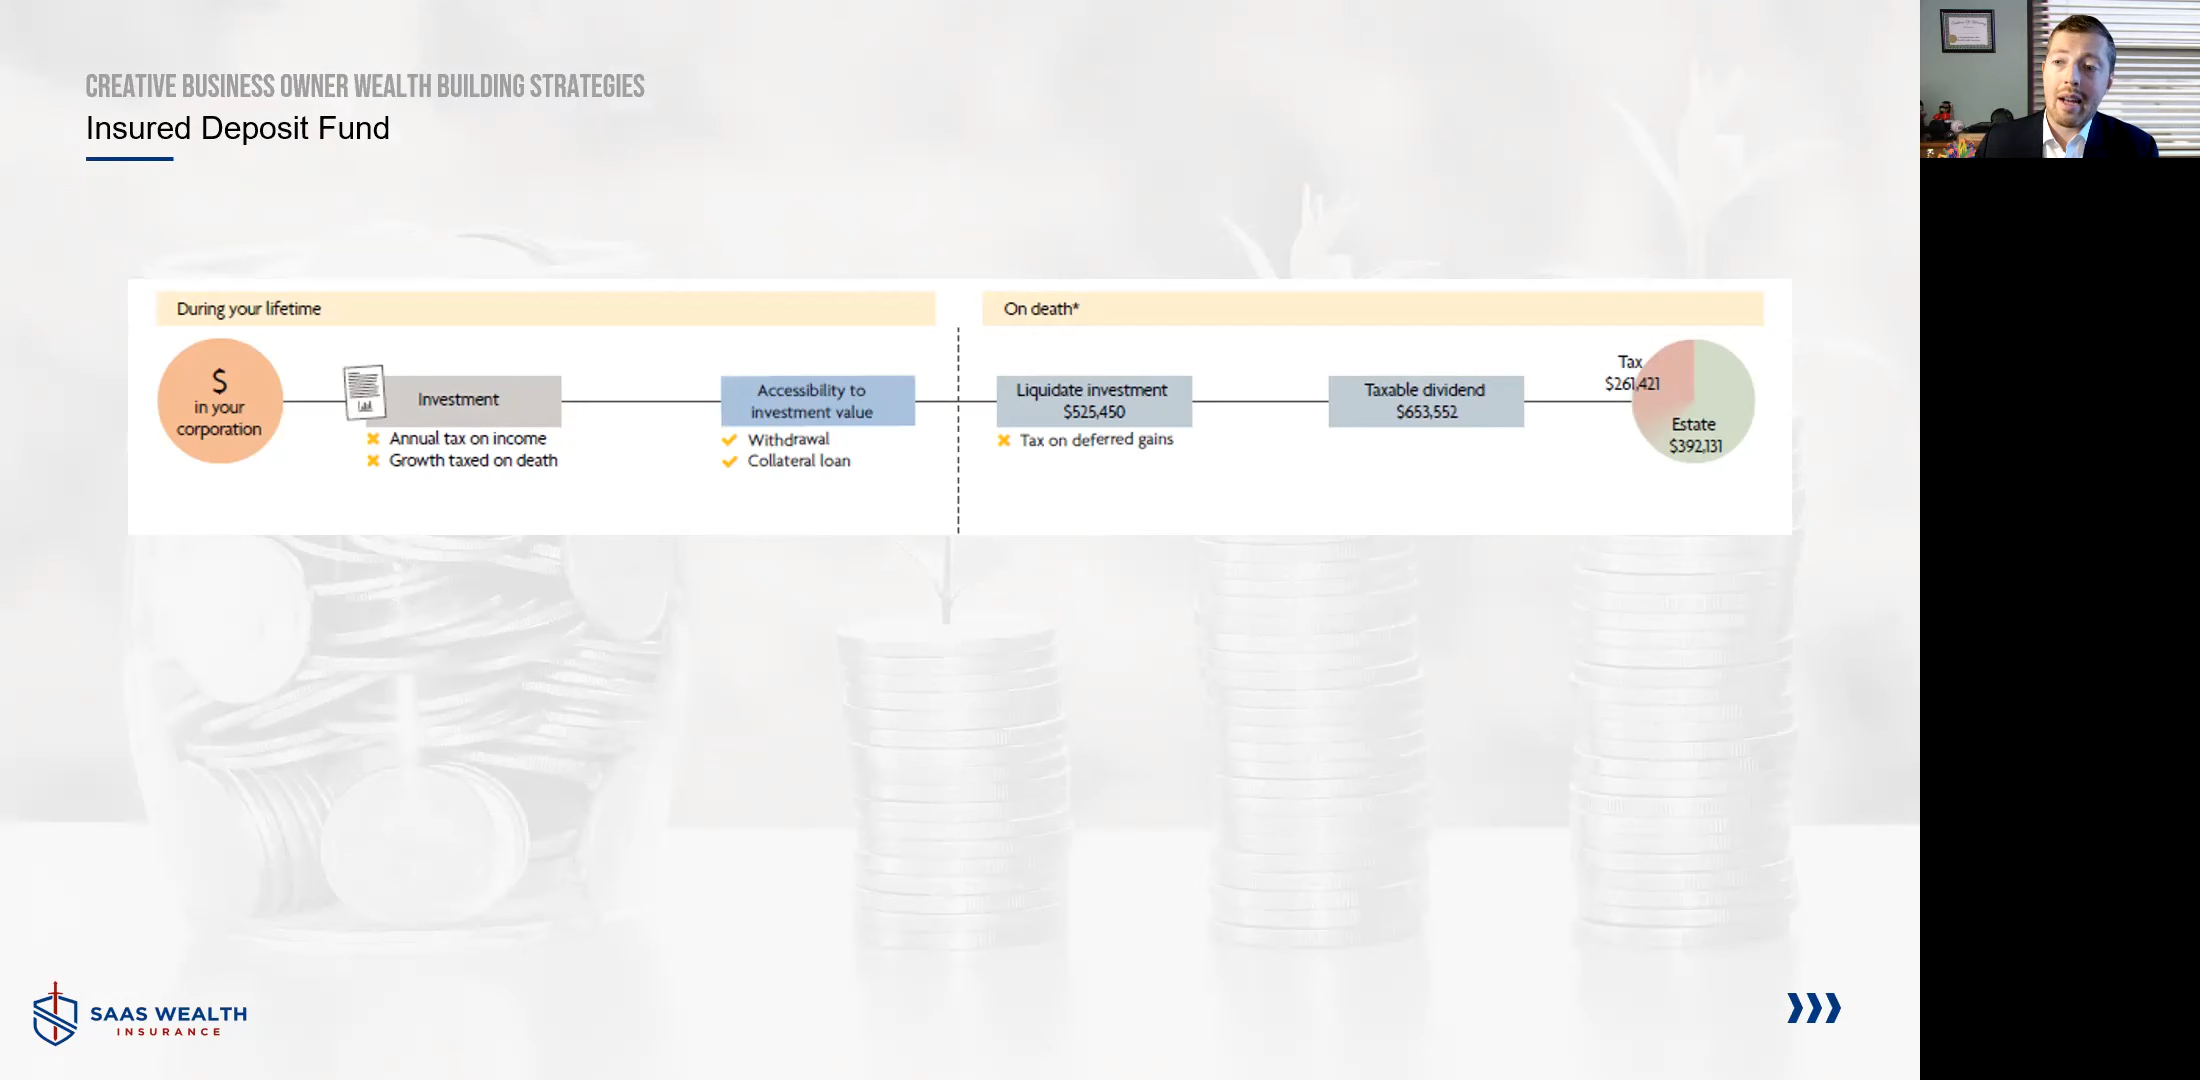 CREATIVE BUSINESS OWNER WEALTH BUILDING STRATEGIES
Insured Deposit Fund
During your lifetime
On death*
$
in your
corporation
Investment
Annual tax on income
Growth taxed on death
Accessibility to
investment value
Withdrawal
Collateral loan
Liquidate investment
$525,450
Tax on deferred gains
Taxable dividend
$653,552
Tax
$261,421
Estate
$392,131
SAAS WEALTH
INSURANCE